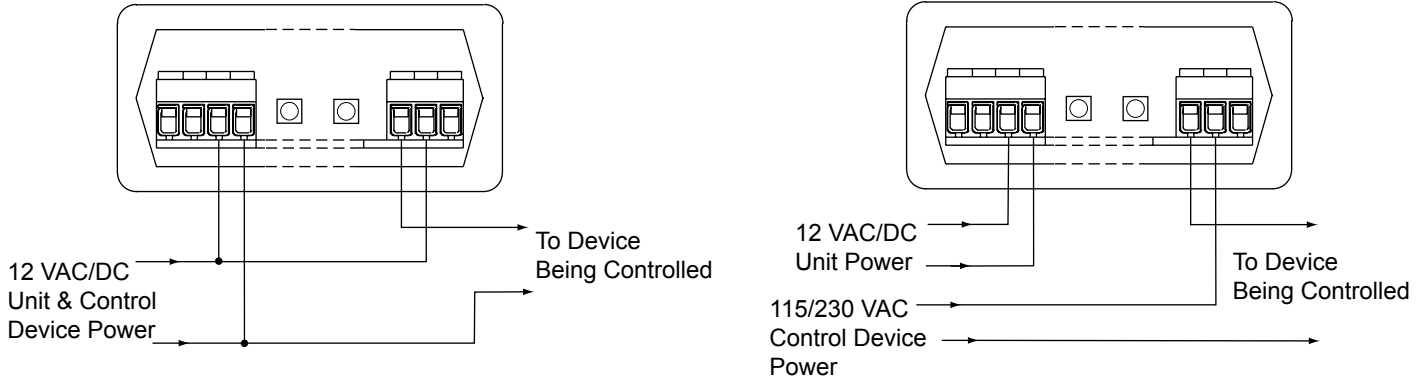 12 VAC/DC
Unit & Control
Device Power
To Device
Being Controlled
12 VAC/DC
Unit Power
115/230 VAC
Control Device
Power
To Device
Being Controlled